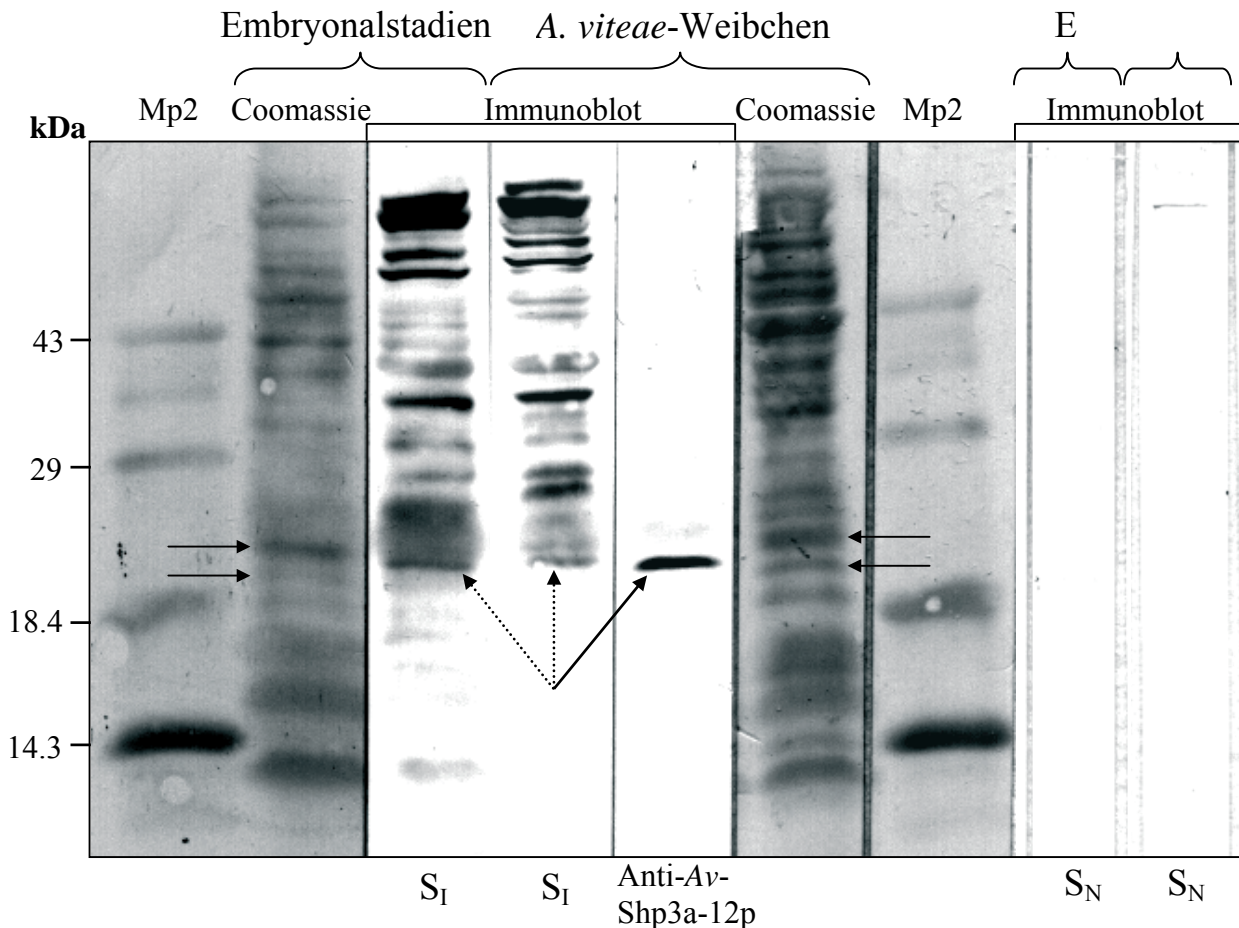 Embryonalstadien A. viteae-Weibchen E
Mp2 Coomassie Immunoblot Coomassie Mp2 Immunoblot
kDa
43
29
18.4
14.3
SI SI Anti-Av-
Shp3a-12p
SN SN